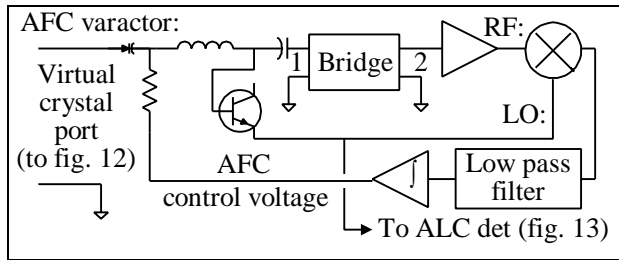 AFC varactor:
RF:
1 Bridge 2
Virtual
crystal
port
(to fig. 12)
LO:
AFC
control voltage
∫
Low pass
filter
To ALC det (fig. 13)